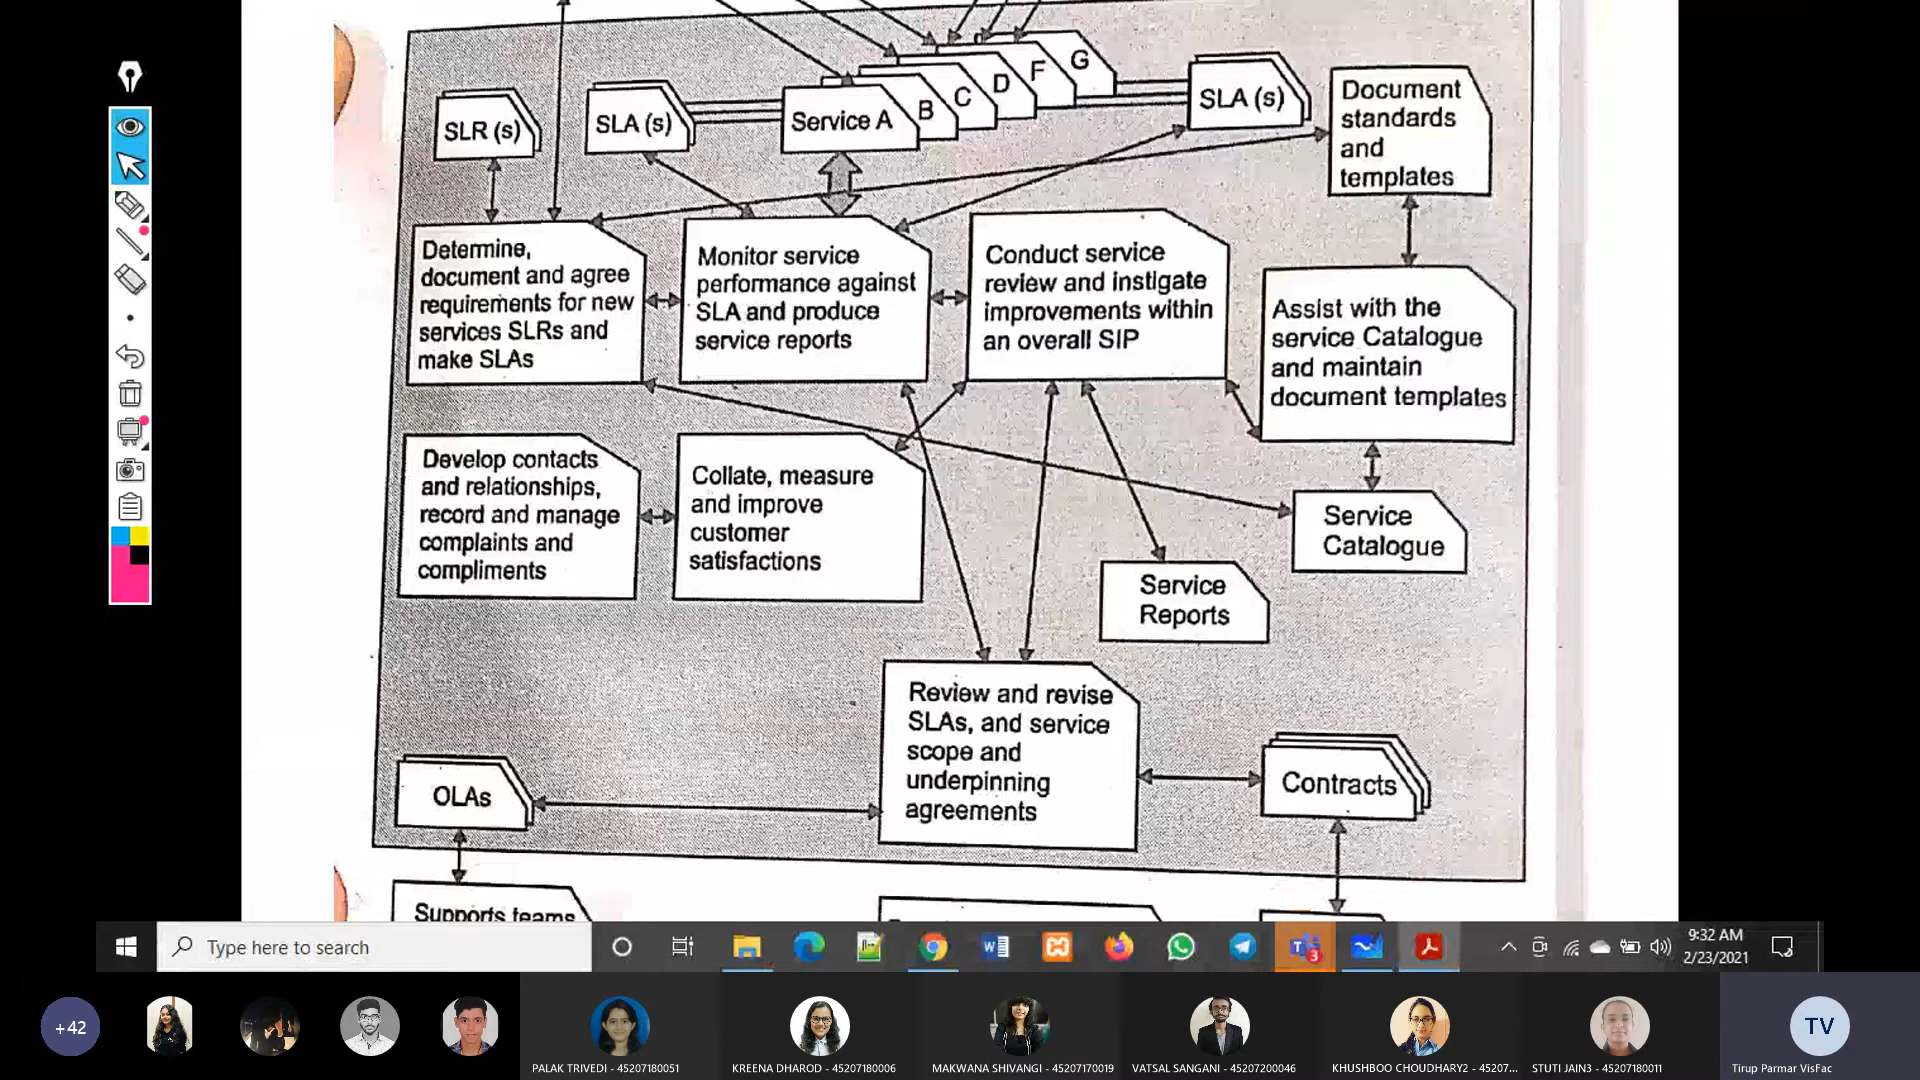 G
F
D
C
B
Service A
SLR (s)
SLA (s)
SLA (s)
Document
standards
and
templates
Determine,
document and agree
requirements for new
services SLRs and
make SLAs
Monitor service
performance against
SLA and produce
service reports
Conduct service
review and instigate
improvements within
an overall SIP
Assist with the
service Catalogue
and maintain
document templates
Develop contacts
and relationships,
record and manage
complaints and
compliments
Collate, measure
and improve
customer
satisfactions
Service
Catalogue
Service
Reports
Review and revise
SLAs, and service
scope and
underpinning
agreements
OLAs
Contracts
Supports teams
Type here to search
3
9:32 AM
2/23/2021
+42
PALAK TRIVEDI - 45207180051
KREENA DHAROD - 45207180006
MAKWANA SHIVANGI - 45207170019
VATSAL SANGANI - 45207200046
KHUSHBOO CHOUDHARY2 - 45207...
STUTI JAIN3 - 45207180011
TV
Tirup Parmar VisFac